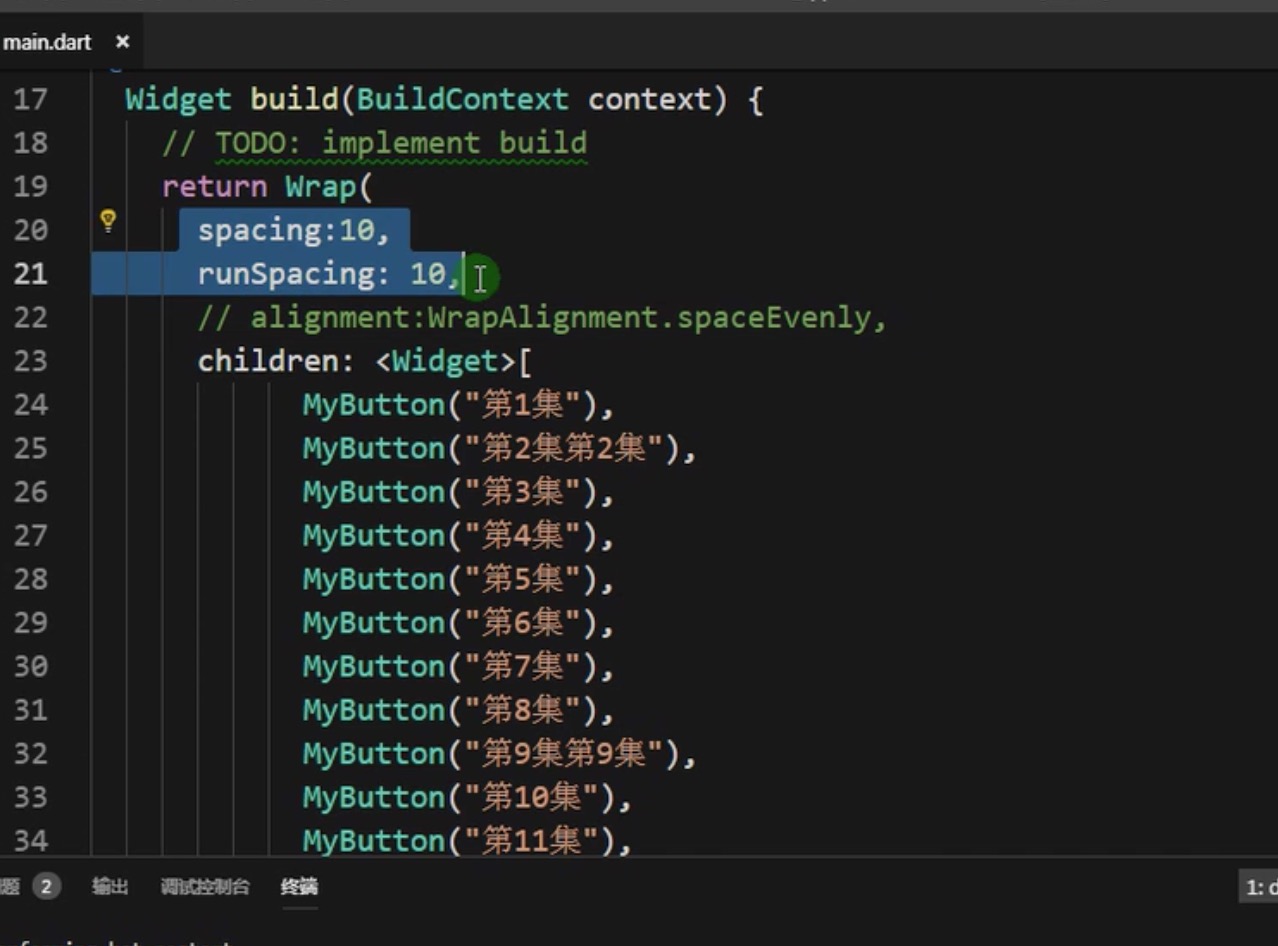 main.dart ×
17 Widget build(BuildContext context) {
18 // TODO: implement build
19 return Wrap(
20 spacing:10,
21 runSpacing: 10,
22 // alignment:WrapAlignment.spaceEvenly,
23 children: <Widget>[
24 MyButton("第1集"),
25 MyButton("第2集第2集"),
26 MyButton("第3集"),
27 MyButton("第4集"),
28 MyButton("第5集"),
29 MyButton("第6集"),
30 MyButton("第7集"),
31 MyButton("第8集"),
32 MyButton("第9集第9集"),
33 MyButton("第10集"),
34 MyButton("第11集"),
题 2 输出 调试控制台 终端 1: d